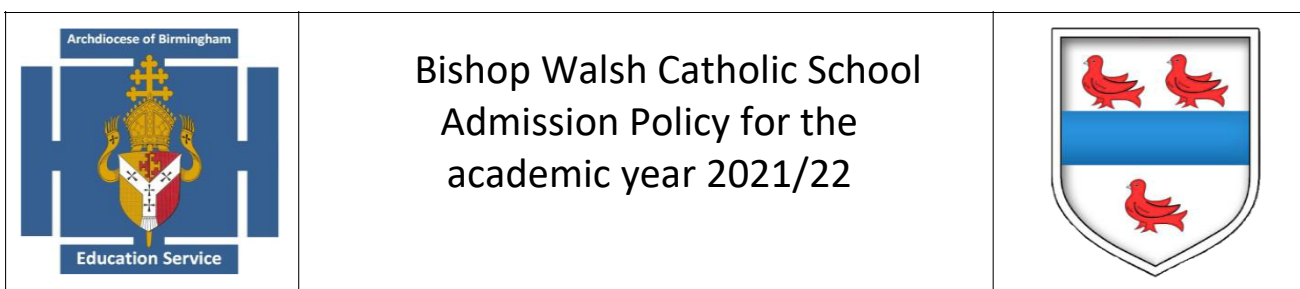 Archdiocese of Birmingham
Education Service
Bishop Walsh Catholic School
Admission Policy for the
academic year 2021/22